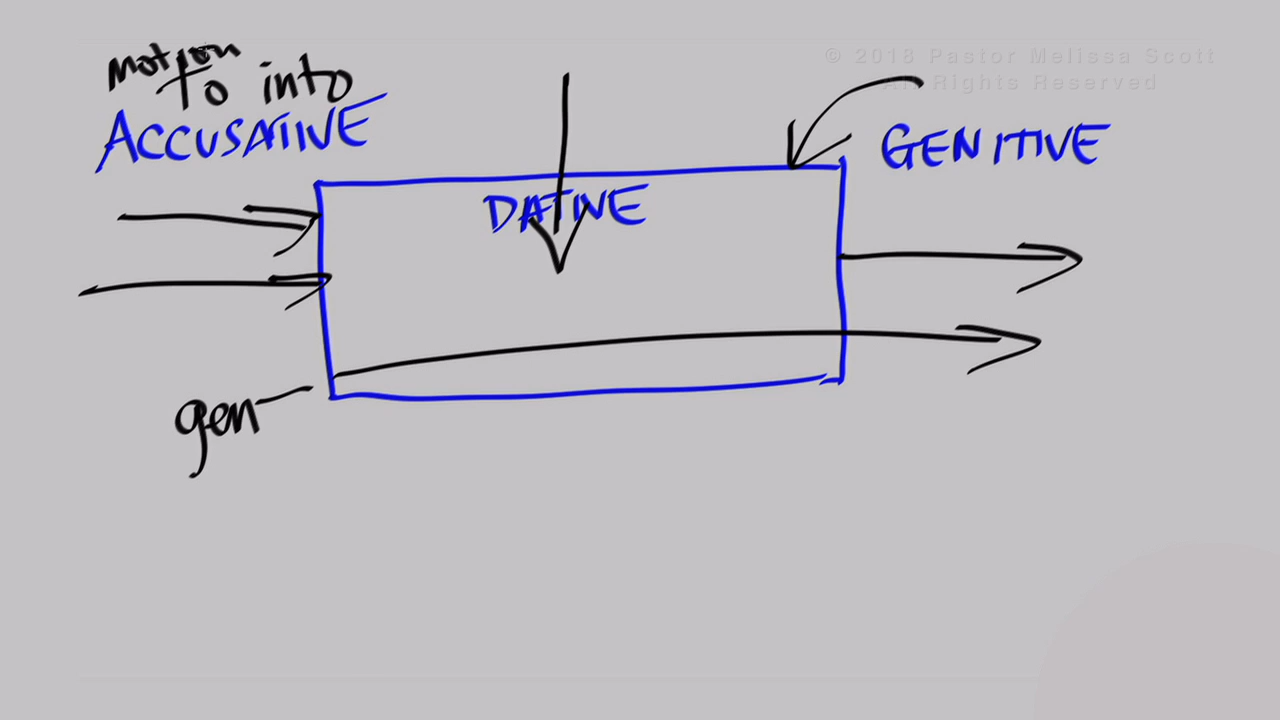 © 2018 Pastor Melissa Scott
All Rights Reserved
Motion
To into
ACCUSATIVE
GENITIVE
DATIVE
gen